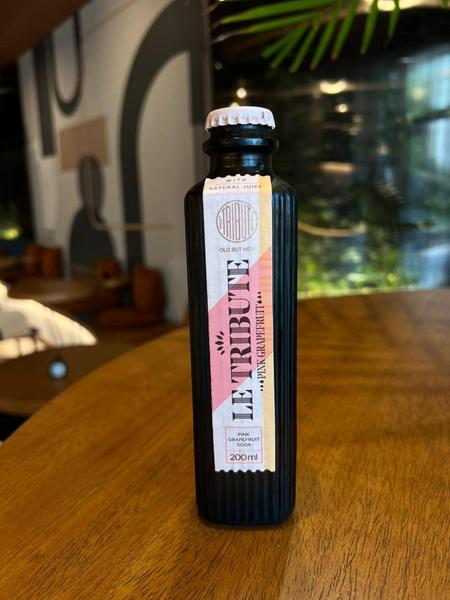 WITH
NATURAL JUICE
TRIBUTE
OLD BUT NEW
LE TRIBUTE
PINK GRAPEFRUIT
PINK
GRAPEFRUIT
SODA
200ml